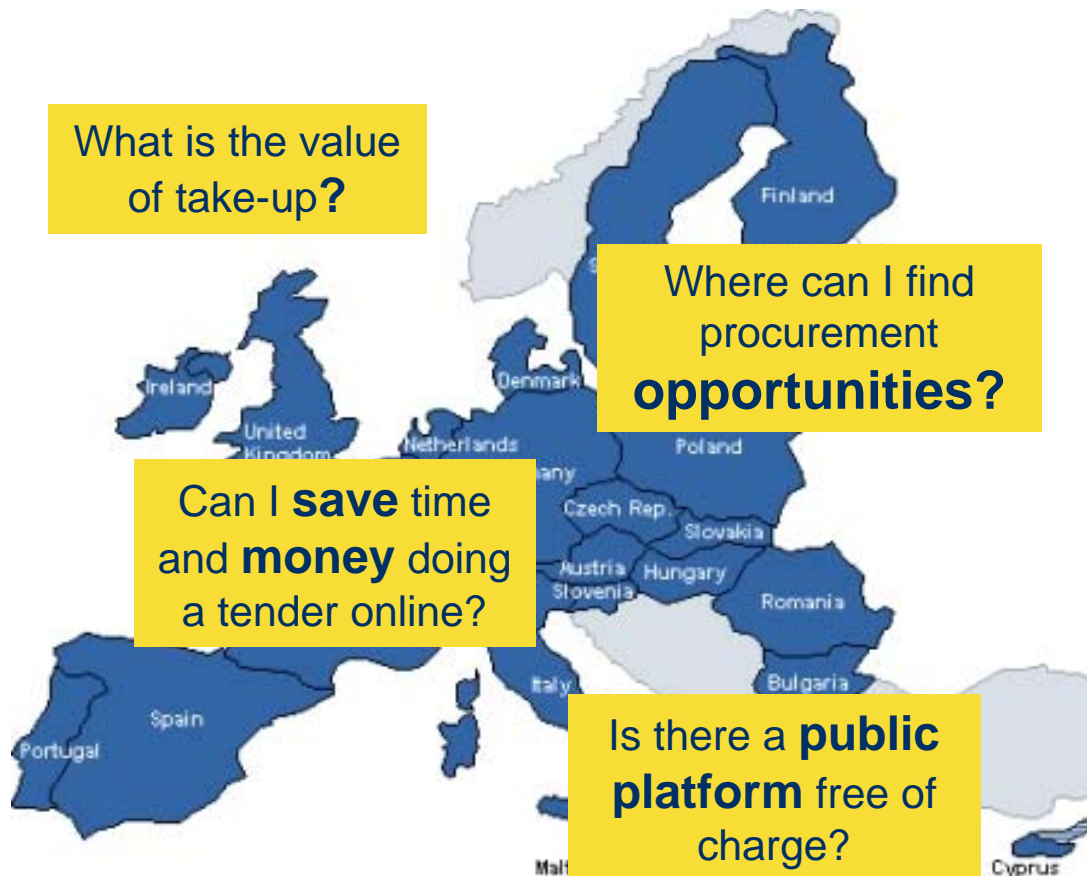 What is the value
of take-up?
Finland
Where can I find
procurement
opportunities?
Ireland
Denmark
United
Kingdom
Netherlands
Poland
Can I save time
and money doing
a tender online?
Czech Rep.
Slovakia
Austria
Hungary
Slovenia
Romania
Italy
Bulgaria
Spain
Portugal
Is there a public
platform free of
charge?
Cyprus